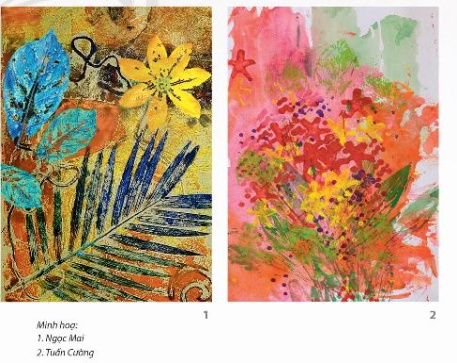 1
2
Minh hoạ:
1. Ngọc Mai
2. Tuấn Cường